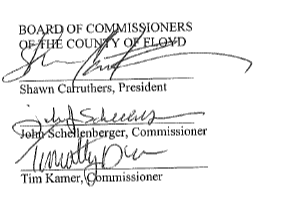 BOARD OF COMMISSIONERS
OF THE COUNTY OF FLOYD
Shawn Carruthers, President
John Schellenberger, Commissioner
Tim Kamer, Commissioner